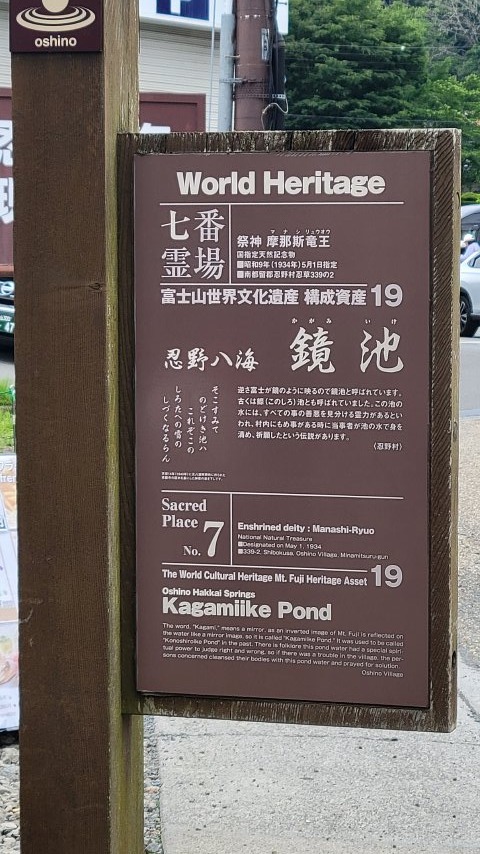 oshino
World Heritage
七番
霊場
マナシリュウオウ
祭神 摩那斯竜王
国指定天然記念物
■昭和9年(1934年)5月1日指定
■南都留郡忍野村忍草339の2
富士山世界文化遺産 構成資産19
かがみ いけ
忍野八海 鏡池
そこすみて
のどけき池ハ
これぞこの
しろたへの雪の
しづくなるらん
逆さ富士が鏡のように映るので鏡池と呼ばれています。
古くは鰶(このしろ)池とも呼ばれていました。この池の
水には、すべての事の善悪を見分ける霊力があるとい
われ、村内にもめ事がある時に当事者が池の水で身を
清め、祈願したという伝説があります。
(忍野村)
Sacred
Place
No. 7
Enshrined deity : Manashi-Ryuo
National Natural Treasure
■Designated on May 1, 1934
■339-2, Shibokusa, Oshino Village, Minamitsuru-gun
The World Cultural Heritage Mt. Fuji Heritage Asset 19
Oshino Hakkai Springs
Kagamiike Pond
The word, "Kagami," means a mirror, as an inverted image of Mt. Fuji is reflected on
the water like a mirror image, so it is called "Kagamiike Pond." It was used to be called
"Konoshiroike Pond" in the past. There is folklore this pond water had a special spiri-
tual power to judge right and wrong, so if there was a trouble in the village, the per-
sons concerned cleansed their bodies with this pond water and prayed for solution.
Oshino Village